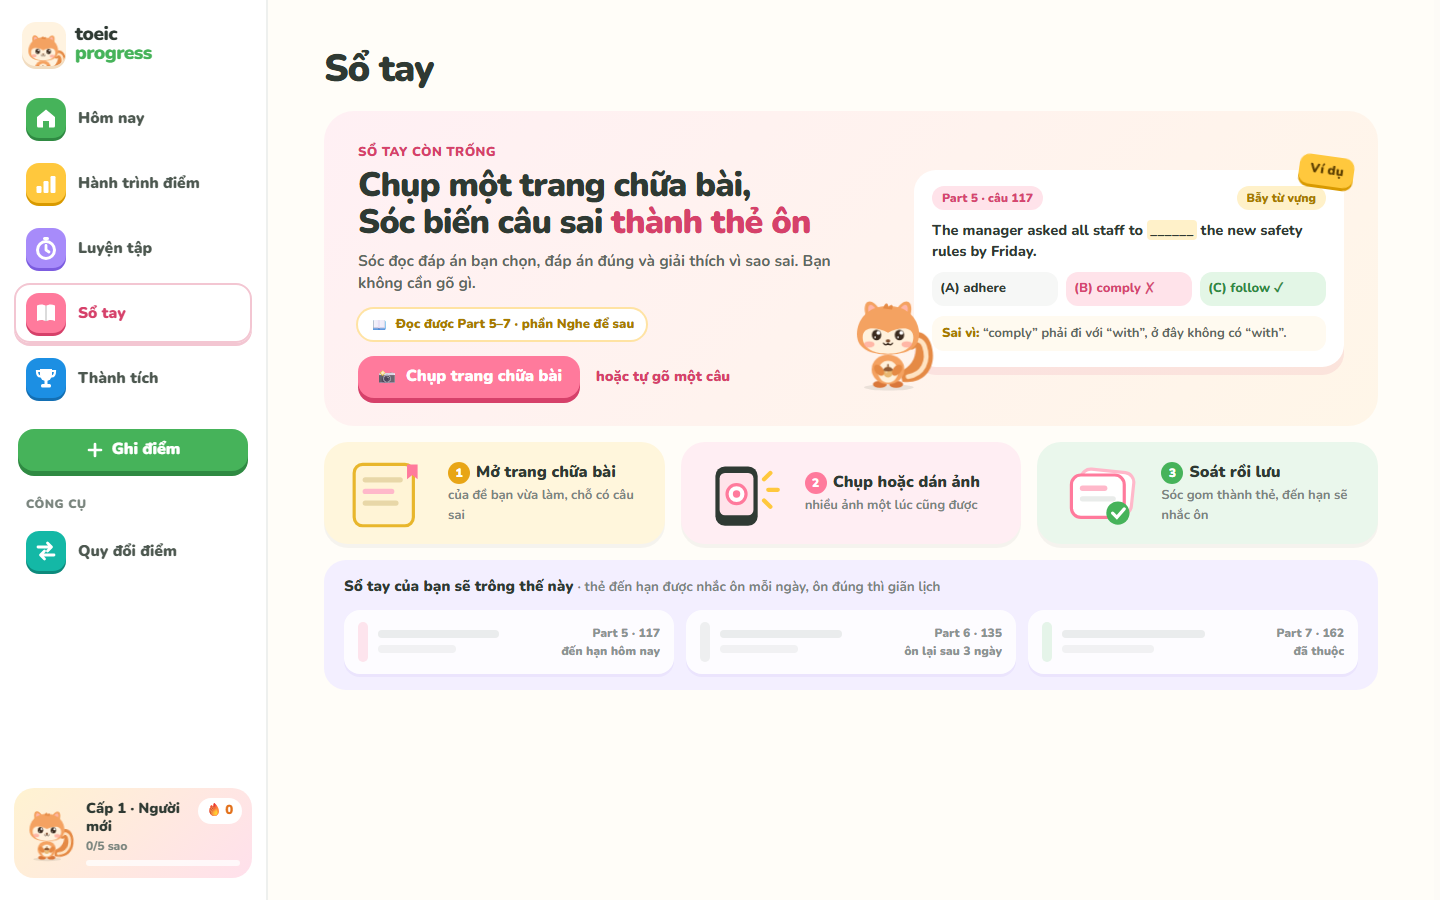 toeic
progress
Hôm nay
Hành trình điểm
Luyện tập
Sổ tay
Thành tích
+ Ghi điểm
CÔNG CỤ
Quy đổi điểm
Cấp 1 · Người
mới
0/5 sao
0
Sổ tay
SỔ TAY CÒN TRỐNG
Chụp một trang chữa bài,
Sóc biến câu sai thành thẻ ôn
Sóc đọc đáp án bạn chọn, đáp án đúng và giải thích vì sao sai. Bạn
không cần gõ gì.
Đọc được Part 5–7 · phần Nghe để sau
Chụp trang chữa bài
hoặc tự gõ một câu
Ví dụ
Part 5 · câu 117
Bẫy từ vựng
The manager asked all staff to ______ the new safety
rules by Friday.
(A) adhere
(B) comply ✗
(C) follow ✓
Sai vì: “comply” phải đi với “with”, ở đây không có “with”.
1 Mở trang chữa bài
của đề bạn vừa làm, chỗ có câu
sai
2 Chụp hoặc dán ảnh
nhiều ảnh một lúc cũng được
3 Soát rồi lưu
Sóc gom thành thẻ, đến hạn sẽ
nhắc ôn
Sổ tay của bạn sẽ trông thế này · thẻ đến hạn được nhắc ôn mỗi ngày, ôn đúng thì giãn lịch
Part 5 · 117
đến hạn hôm nay
Part 6 · 135
ôn lại sau 3 ngày
Part 7 · 162
đã thuộc